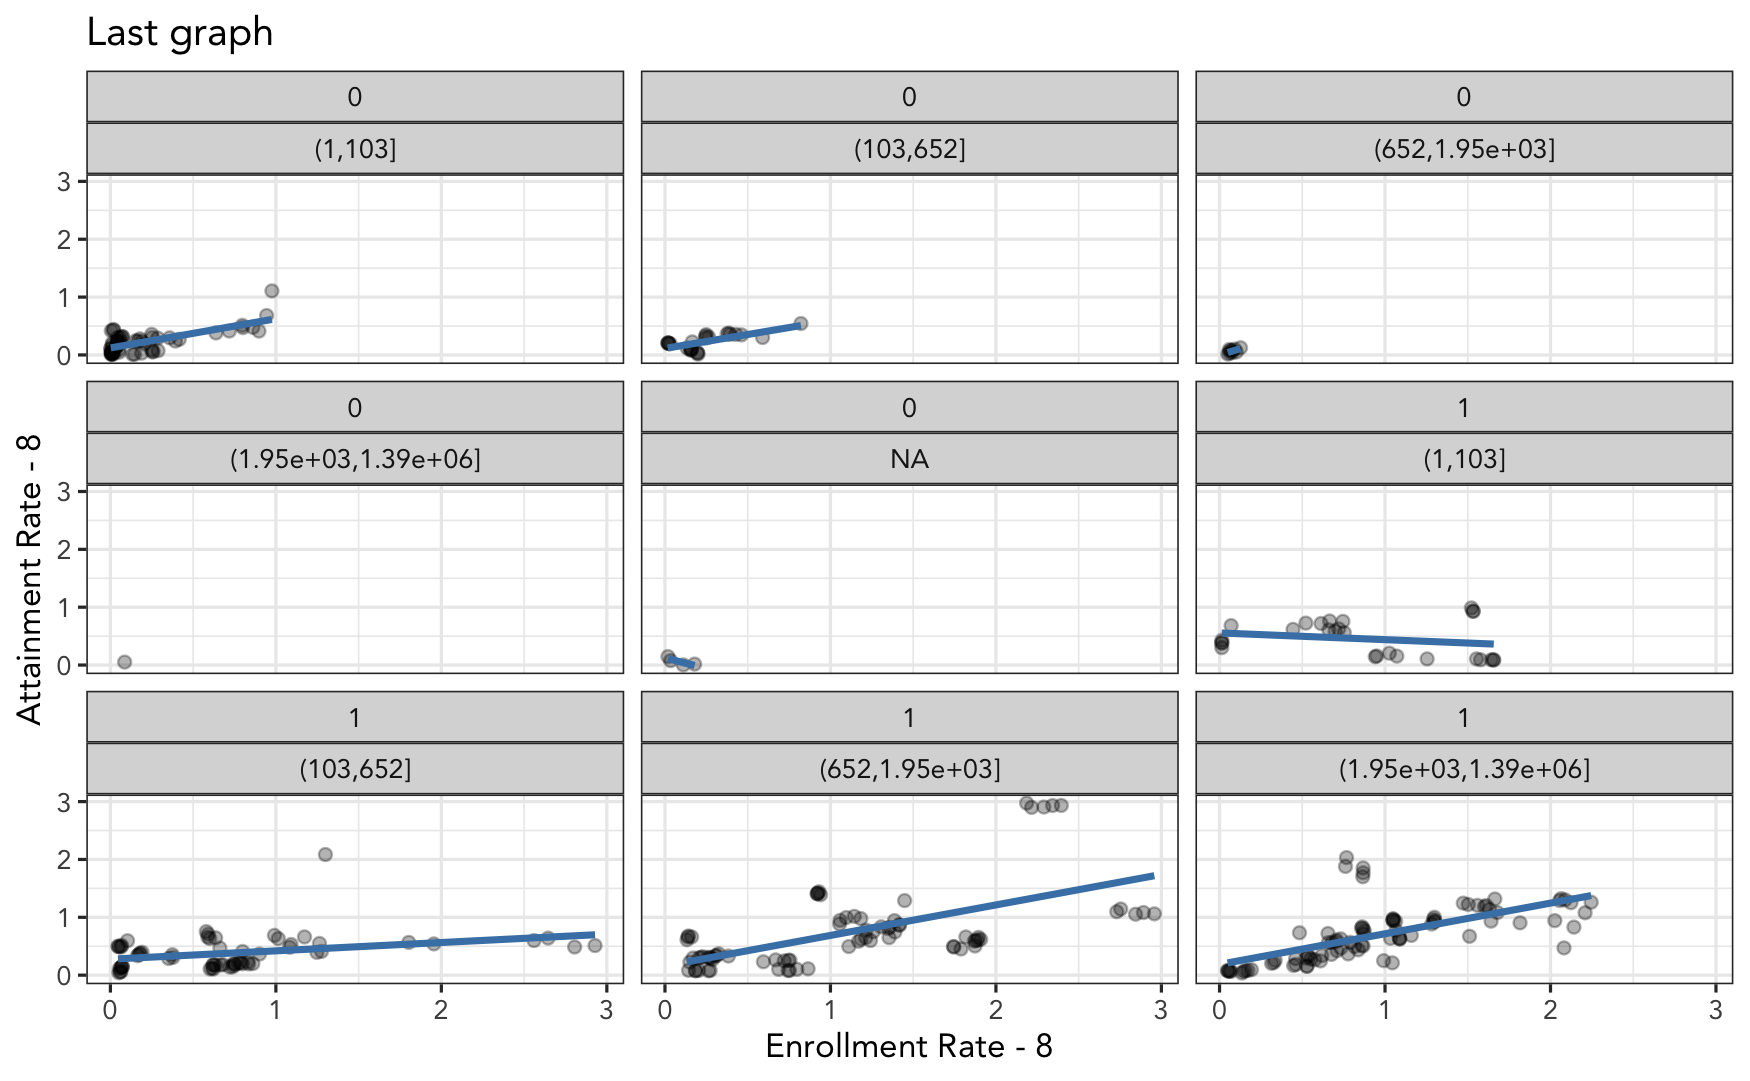 Last graph
0
0
0
(1,103]
(103,652]
(652,1.95e+03]
3
2
1
0
0
0
1
(1.95e+03,1.39e+06]
NA
(1,103]
3
2
1
0
1
1
1
(103,652]
(652,1.95e+03]
(1.95e+03,1.39e+06]
3
2
1
0
0 1 2 3
0 1 2 3
0 1 2 3
Enrollment Rate - 8
Attainment Rate - 8